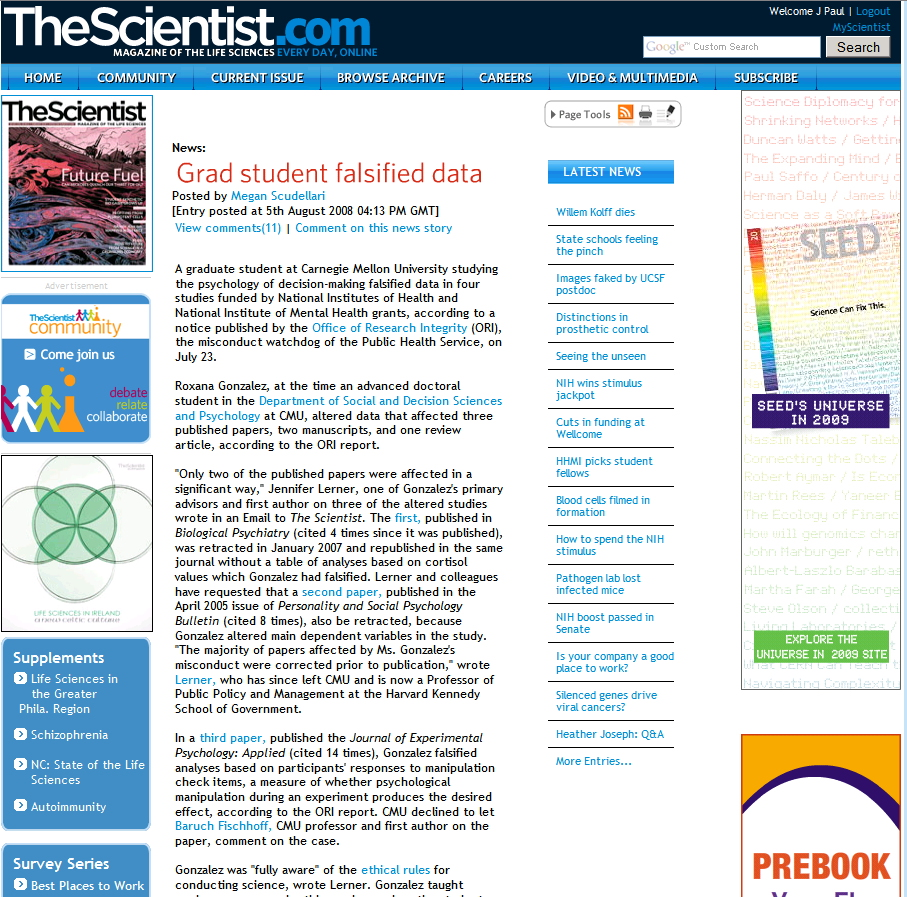 TheScientist.com
MAGAZINE OF THE LIFE SCIENCES EVERY DAY, ONLINE
Welcome J Paul | Logout
MyScientist
Google™ Custom Search
Search
HOME
COMMUNITY
CURRENT ISSUE
BROWSE ARCHIVE
CAREERS
VIDEO & MULTIMEDIA
SUBSCRIBE
TheScientist
MAGAZINE OF THE LIFE SCIENCES
Future Fuel
Advertisement
TheScientist
community
Come join us
debate
relate
collaborate
LIFE SCIENCES IN IRELAND
a new celtic culture
Supplements
Life Sciences in
the Greater
Phila. Region
Schizophrenia
NC: State of the Life
Sciences
Autoimmunity
Survey Series
Best Places to Work
Page Tools
News:
Grad student falsified data
Posted by Megan Scudellari
[Entry posted at 5th August 2008 04:13 PM GMT]
View comments(11) | Comment on this news story
A graduate student at Carnegie Mellon University studying
the psychology of decision-making falsified data in four
studies funded by National Institutes of Health and
National Institute of Mental Health grants, according to a
notice published by the Office of Research Integrity (ORI),
the misconduct watchdog of the Public Health Service, on
July 23.
Roxana Gonzalez, at the time an advanced doctoral
student in the Department of Social and Decision Sciences
and Psychology at CMU, altered data that affected three
published papers, two manuscripts, and one review
article, according to the ORI report.
"Only two of the published papers were affected in a
significant way," Jennifer Lerner, one of Gonzalez's primary
advisors and first author on three of the altered studies
wrote in an Email to The Scientist. The first, published in
Biological Psychiatry (cited 4 times since it was published),
was retracted in January 2007 and republished in the same
journal without a table of analyses based on cortisol
values which Gonzalez had falsified. Lerner and colleagues
have requested that a second paper, published in the
April 2005 issue of Personality and Social Psychology
Bulletin (cited 8 times), also be retracted, because
Gonzalez altered main dependent variables in the study.
"The majority of papers affected by Ms. Gonzalez's
misconduct were corrected prior to publication," wrote
Lerner, who has since left CMU and is now a Professor of
Public Policy and Management at the Harvard Kennedy
School of Government.
In a third paper, published the Journal of Experimental
Psychology: Applied (cited 14 times), Gonzalez falsified
analyses based on participants' responses to manipulation
check items, a measure of whether psychological
manipulation during an experiment produces the desired
effect, according to the ORI report. CMU declined to let
Baruch Fischhoff, CMU professor and first author on the
paper, comment on the case.
Gonzalez was "fully aware" of the ethical rules for
conducting science, wrote Lerner. Gonzalez taught
LATEST NEWS
Willem Kolff dies
State schools feeling
the pinch
Images faked by UCSF
postdoc
Distinctions in
prosthetic control
Seeing the unseen
NIH wins stimulus
jackpot
Cuts in funding at
Welcome
HHMI picks student
fellows
Blood cells filmed in
formation
How to spend the NIH
stimulus
Pathogen lab lost
infected mice
NIH boost passed in
Senate
Is your company a good
place to work?
Silenced genes drive
viral cancers?
Heather Joseph: Q&A
More Entries...
Science Diplomacy for
Shrinking Networks / H
Duncan Watts / Gettin
The Expanding Mind / E
Paul Saffo / Century o
Herman Daly / James W
Science as a Soft
SEED
Science Can Fix This.
SEED'S UNIVERSE
IN 2009
Nassim Nicholas Taleb
Connecting the Dots /
Robert Aymar / Is Econ
Martin Rees / Yaneer B
The Ecology of Financ
How will genomics chan
John Marburger / reth
Albert-Laszlo Barabas
Martha Farah / George
Steve Olson / collecti
Living Laboratories /
EXPLORE THE
UNIVERSE IN 2009 SITE
What CERN Can Teach
Navigating Complexity
PREBOOK